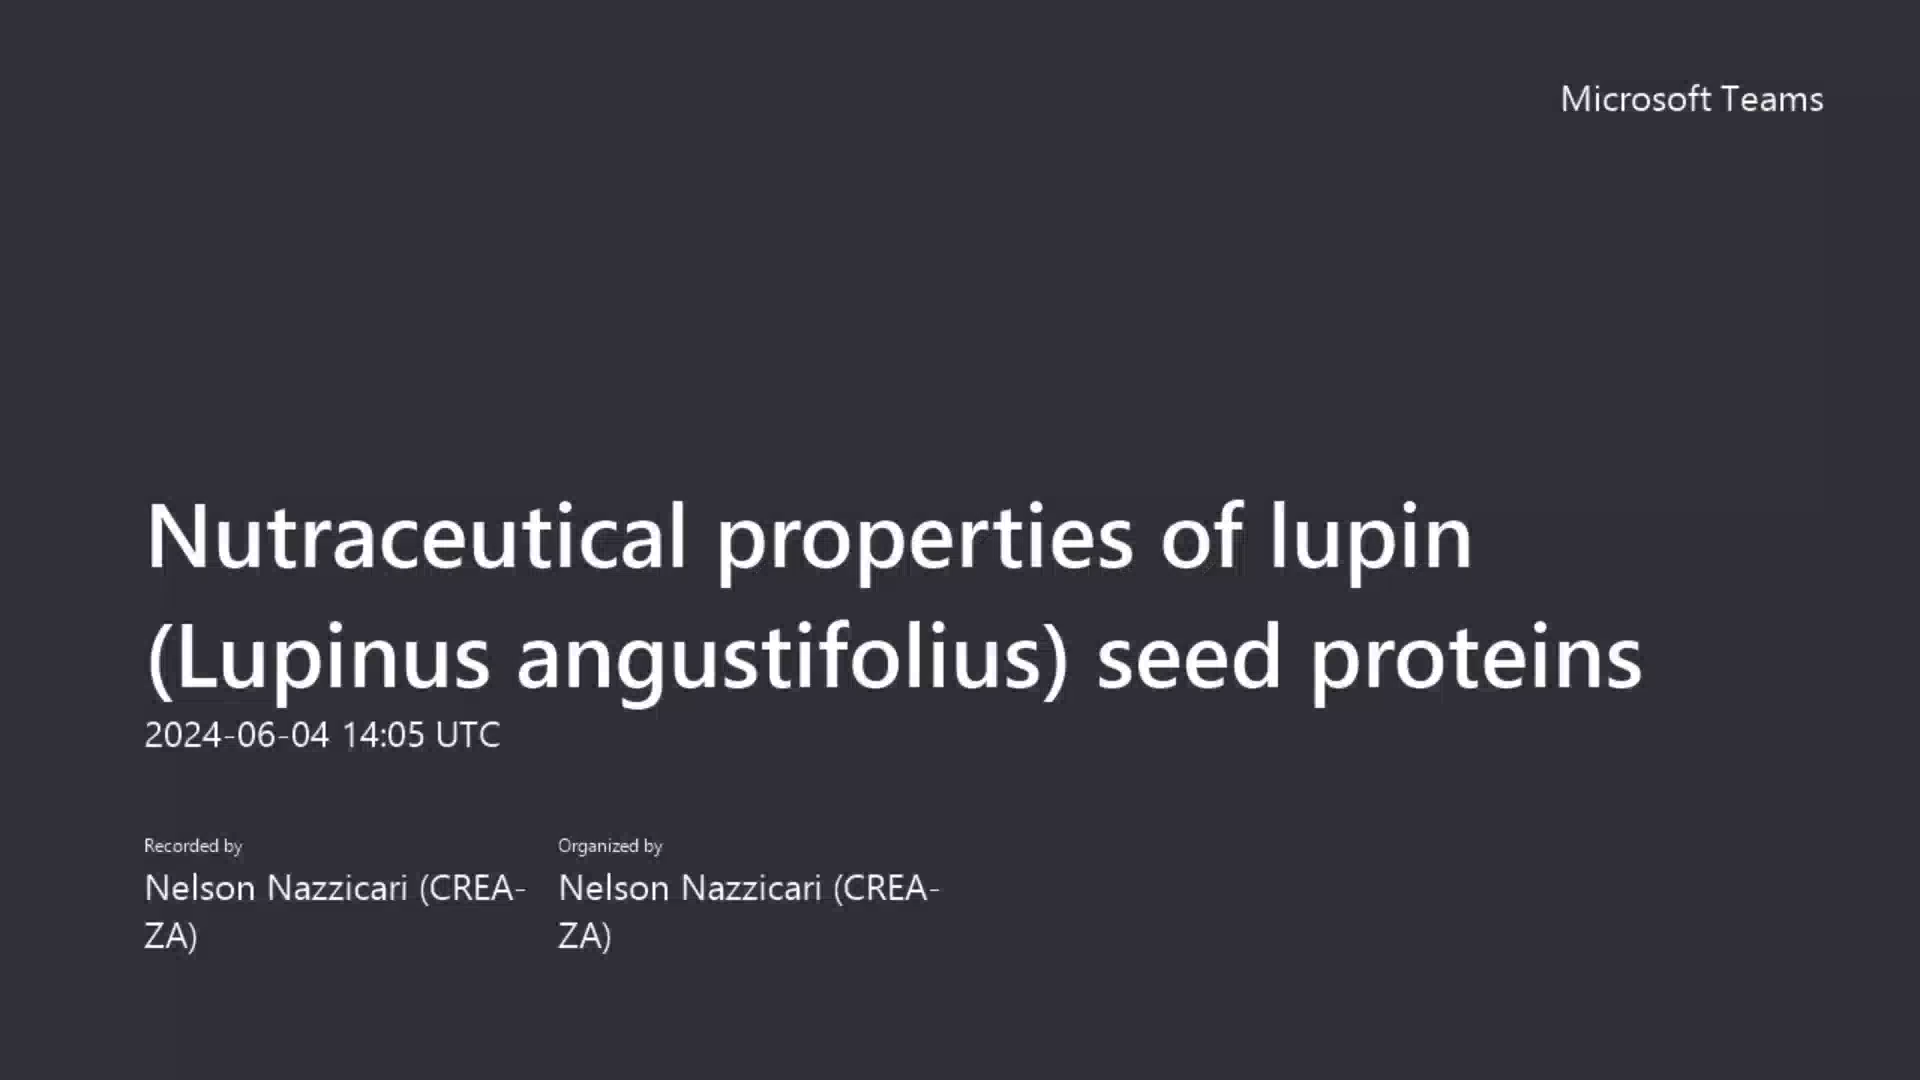 Microsoft Teams
Nutraceutical properties of lupin
(Lupinus angustifolius) seed proteins
2024-06-04 14:05 UTC
Recorded by
Nelson Nazzicari (CREA-
ZA)
Organized by
Nelson Nazzicari (CREA-
ZA)